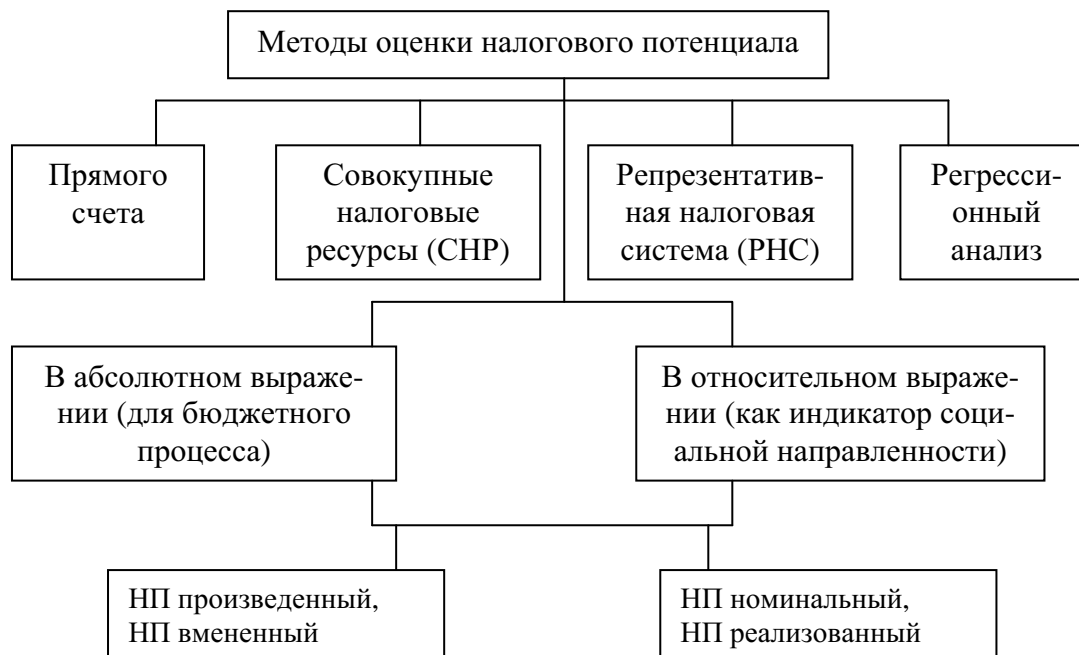 Методы оценки налогового потенциала
Прямого
счета
Совокупные
налоговые
ресурсы (СНР)
Репрезентатив-
ная налоговая
система (РНС)
Регресси-
онный
анализ
В абсолютном выраже-
нии (для бюджетного
процесса)
В относительном выраже-
нии (как индикатор соци-
альной направленности)
НП произведенный,
НП вмененный
НП номинальный,
НП реализованный